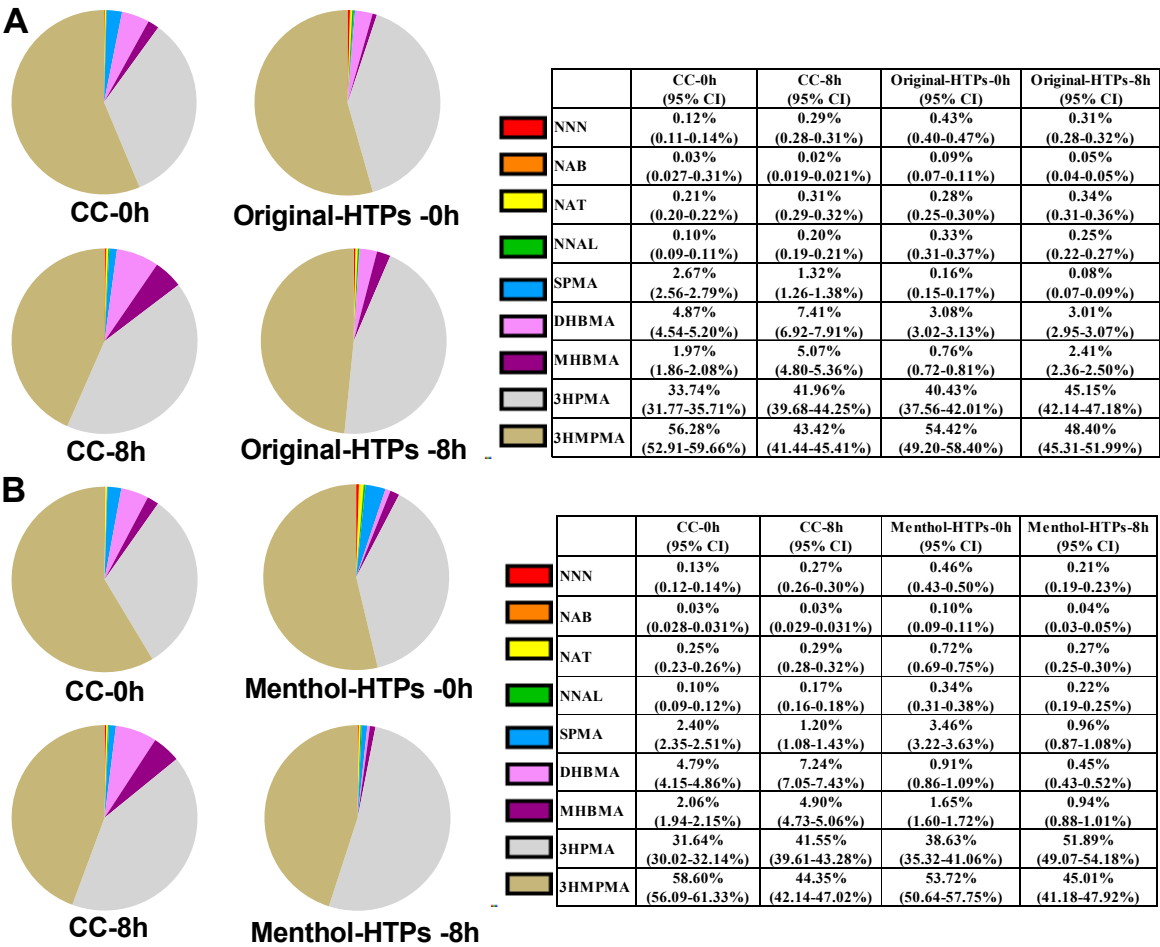 A
CC-0h
Original-HTPs -0h
CC-8h
Original-HTPs -8h
CC-0h CC-8h Original-HTPs-0h Original-HTPs-8h
(95% CI) (95% CI) (95% CI) (95% CI)
NNN 0.12% 0.29% 0.43% 0.31%
(0.11-0.14%) (0.28-0.31%) (0.40-0.47%) (0.28-0.32%)
NAB 0.03% 0.02% 0.09% 0.05%
(0.027-0.31%) (0.019-0.021%) (0.07-0.11%) (0.04-0.05%)
NAT 0.21% 0.31% 0.28% 0.34%
(0.20-0.22%) (0.29-0.32%) (0.25-0.30%) (0.31-0.36%)
NNAL 0.10% 0.20% 0.33% 0.25%
(0.09-0.11%) (0.19-0.21%) (0.31-0.37%) (0.22-0.27%)
SPMA 2.67% 1.32% 0.16% 0.08%
(2.56-2.79%) (1.26-1.38%) (0.15-0.17%) (0.07-0.09%)
DHBMA 4.87% 7.41% 3.08% 3.01%
(4.54-5.20%) (6.92-7.91%) (3.02-3.13%) (2.95-3.07%)
MHBMA 1.97% 5.07% 0.76% 2.41%
(1.86-2.08%) (4.80-5.36%) (0.72-0.81%) (2.36-2.50%)
3HPMA 33.74% 41.96% 40.43% 45.15%
(31.77-35.71%) (39.68-44.25%) (37.56-42.01%) (42.14-47.18%)
3HMPMA 56.28% 43.42% 54.42% 48.40%
(52.91-59.66%) (41.44-45.41%) (49.20-58.40%) (45.31-51.99%)
B
CC-0h
Menthol-HTPs -0h
CC-8h
Menthol-HTPs -8h
CC-0h CC-8h Menthol-HTPs-0h Menthol-HTPs-8h
(95% CI) (95% CI) (95% CI) (95% CI)
NNN 0.13% 0.27% 0.46% 0.21%
(0.12-0.14%) (0.26-0.30%) (0.43-0.50%) (0.19-0.23%)
NAB 0.03% 0.03% 0.10% 0.04%
(0.028-0.031%) (0.029-0.031%) (0.09-0.11%) (0.03-0.05%)
NAT 0.25% 0.29% 0.72% 0.27%
(0.23-0.26%) (0.28-0.32%) (0.69-0.75%) (0.25-0.30%)
NNAL 0.10% 0.17% 0.34% 0.22%
(0.09-0.12%) (0.16-0.18%) (0.31-0.38%) (0.19-0.25%)
SPMA 2.40% 1.20% 3.46% 0.96%
(2.35-2.51%) (1.08-1.43%) (3.22-3.63%) (0.87-1.08%)
DHBMA 4.79% 7.24% 0.91% 0.45%
(4.15-4.86%) (7.05-7.43%) (0.86-1.09%) (0.43-0.52%)
MHBMA 2.06% 4.90% 1.65% 0.94%
(1.94-2.15%) (4.73-5.06%) (1.60-1.72%) (0.88-1.01%)
3HPMA 31.64% 41.55% 38.63% 51.89%
(30.02-32.14%) (39.61-43.28%) (35.32-41.06%) (49.07-54.18%)
3HMPMA 58.60% 44.35% 53.72% 45.01%
(56.09-61.33%) (42.14-47.02%) (50.64-57.75%) (41.18-47.92%)